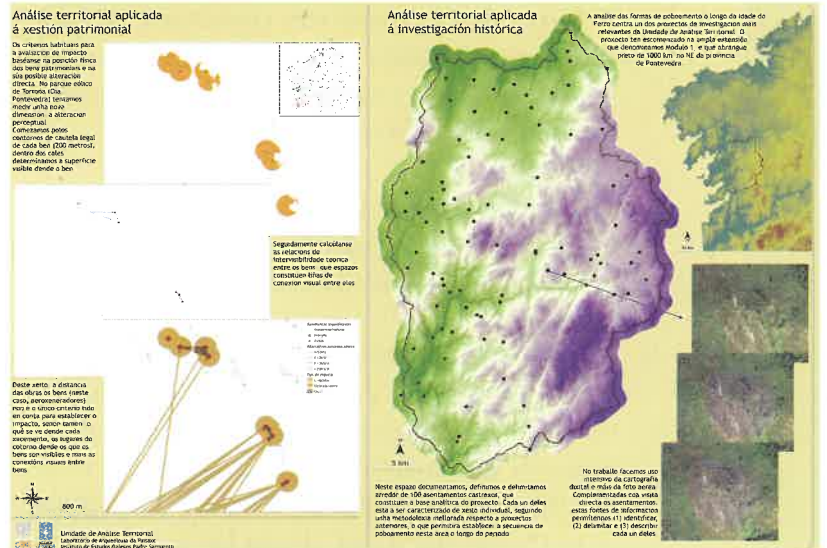 Análise territorial aplicada
á xestión patrimonial
Os criterios habituais para
a avaliación de impacto
baséanse na posición física
dos bens patrimoniais e na
súa posible alteración
directa. No parque eólico
de Tortoña (Oia,
Pontevedra) tentamos
medir unha nova
dimensión: a alteración
perceptual
Comezamos polos
contornos de cautela legal
de cada ben (200 metros),
dentro dos cales
determinamos a superficie
visible dende o ben
Seguidamente calcúlanse
as relacións de
intervisibilidade teórica
entre os bens: que espazos
constitúen liñas de
conexión visual entre eles
Deste xeito, a distancia
das obras ós bens (neste
caso, aeroxeneradores)
non é o único criterio tido
en conta para establecer o
impacto, senón tamén o
qué se ve dende cada
xacemento, os lugares do
entorno dende os que os
bens son visibles e mais as
conexións visuais entre
bens
800 m
Unidade de Análise Territorial
Laboratorio de Arqueoloxía da Paisaxe
Instituto de Estudos Galegos Padre Sarmiento
Análise territorial aplicada
á investigación histórica
A análise das formas de poboamento ó longo da Idade do
Ferro centra un dos proxectos de investigación máis
relevantes da Unidade de Análise Territorial. O
proxecto ten escomenzado na ampla extensión
que denominamos Módulo 1, e que abrangue
preto de 1000 km² no NE da provincia
de Pontevedra
5 km
Neste espazo documentamos, definimos e delimitamos
arredor de 100 asentamentos castrexos, que
constitúen a base analítica do proxecto. Cada un deles
está a ser caracterizado de xeito individual, segundo
unha metodoloxía mellorada respecto a proxectos
anteriores, o que permitirá establecer a secuencia de
poboamento nesta área ó longo do período
No traballo facemos uso
intensivo da cartografía
dixital e máis da foto aérea.
Complementadas coa visita
directa ós asentamentos,
estas fontes de información
permítennos (1) identificar,
(2) delimitar e (3) describir
cada un deles